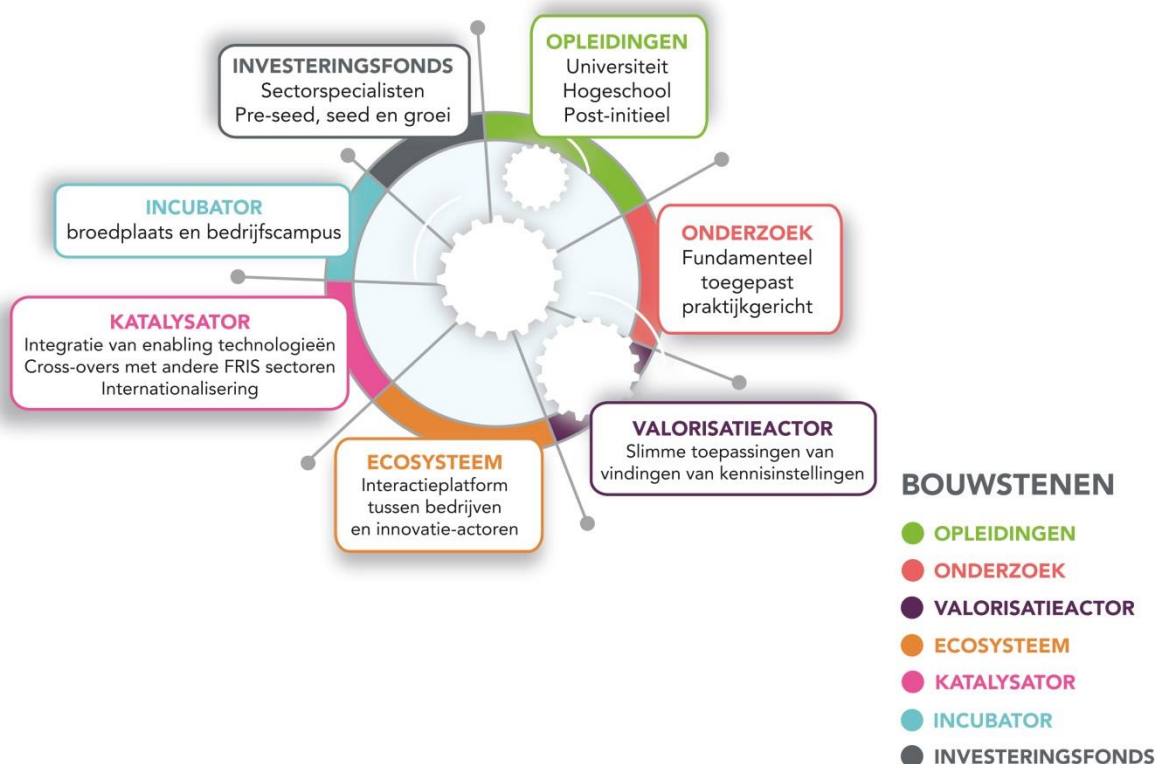 OPLEIDINGEN
Universiteit
Hogeschool
Post-initieel
INVESTERINGSFONDS
Sectorspecialisten
Pre-seed, seed en groei
INCUBATOR
broedplaats en bedrijfscampus
ONDERZOEK
Fundamenteel
toegepast
praktijkgericht
KATALYSATOR
Integratie van enabling technologieën
Cross-overs met andere FRIS sectoren
Internationalisering
VALORISATIEACTOR
Slimme toepassingen van
vindingen van kennisinstellingen
ECOSYSTEEM
Interactieplatform
tussen bedrijven
en innovatie-actoren
BOUWSTENEN
OPLEIDINGEN
ONDERZOEK
VALORISATIEACTOR
ECOSYSTEEM
KATALYSATOR
INCUBATOR
INVESTERINGSFONDS